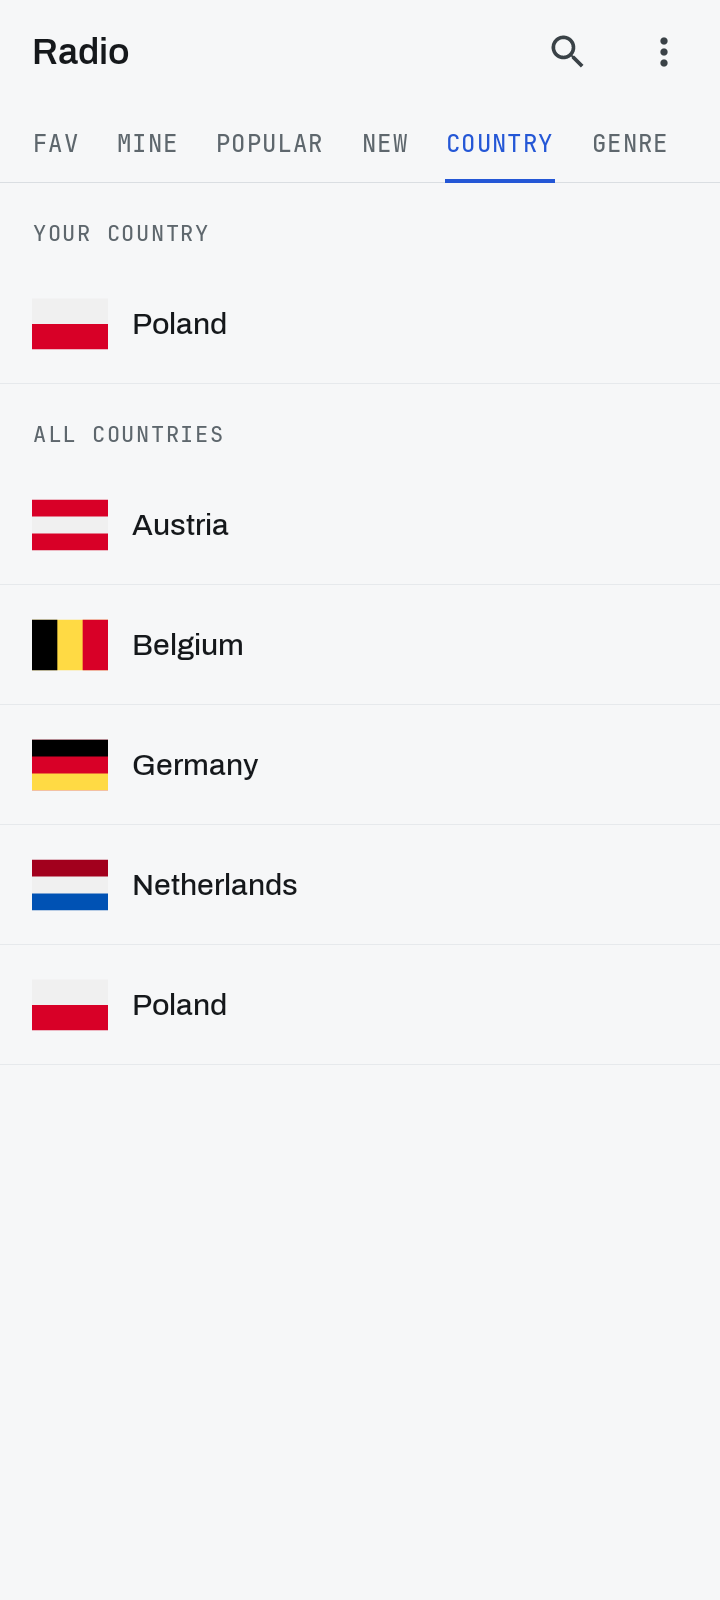 Radio
FAV MINE POPULAR NEW COUNTRY GENRE
YOUR COUNTRY
Poland
ALL COUNTRIES
Austria
Belgium
Germany
Netherlands
Poland